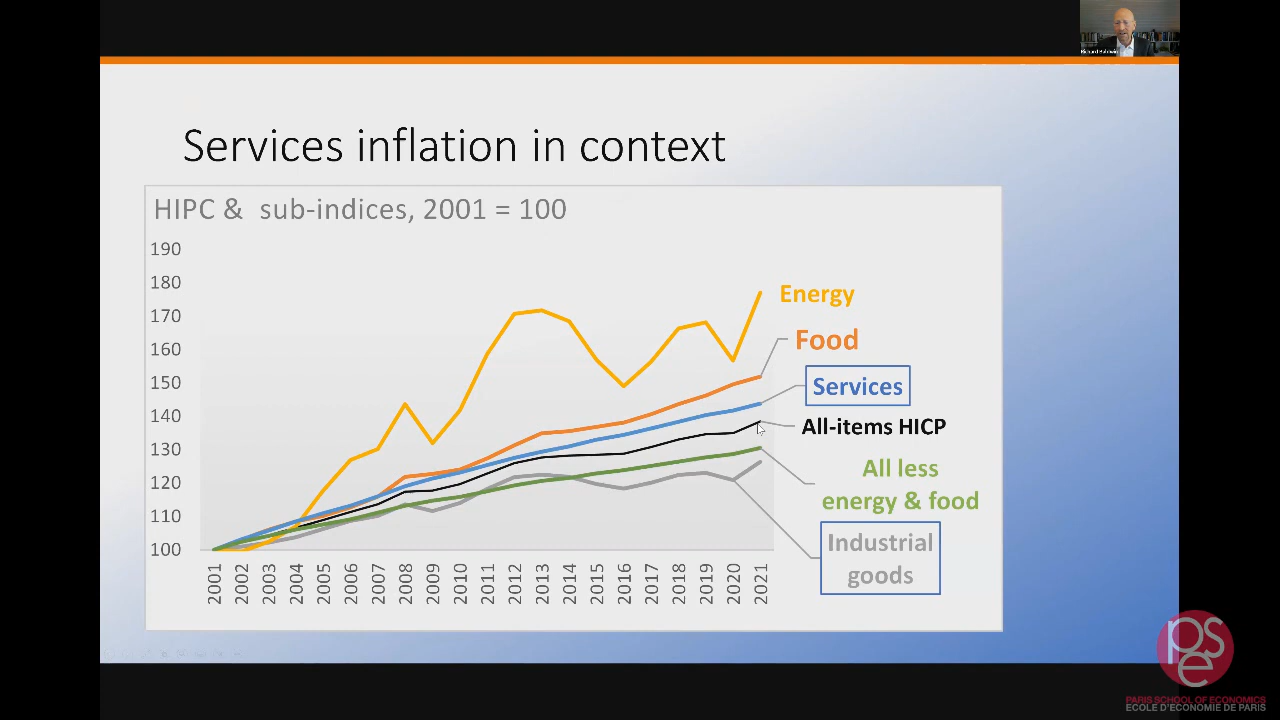 Richard Baldwin
Services inflation in context
HIPC & sub-indices, 2001 = 100
190
180
170
160
150
140
130
120
110
100
2001
2002
2003
2004
2005
2006
2007
2008
2009
2010
2011
2012
2013
2014
2015
2016
2017
2018
2019
2020
2021
Energy
Food
Services
All-items HICP
All less
energy & food
Industrial
goods
pse
PARIS SCHOOL OF ECONOMICS
ECOLE D'ECONOMIE DE PARIS